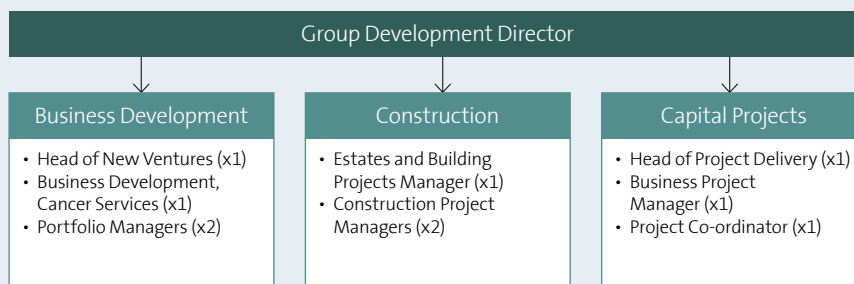 Group Development Director
Business Development
• Head of New Ventures (x1)
• Business Development,
Cancer Services (x1)
• Portfolio Managers (x2)
Construction
• Estates and Building
Projects Manager (x1)
• Construction Project
Managers (x2)
Capital Projects
• Head of Project Delivery (x1)
• Business Project
Manager (x1)
• Project Co-ordinator (x1)